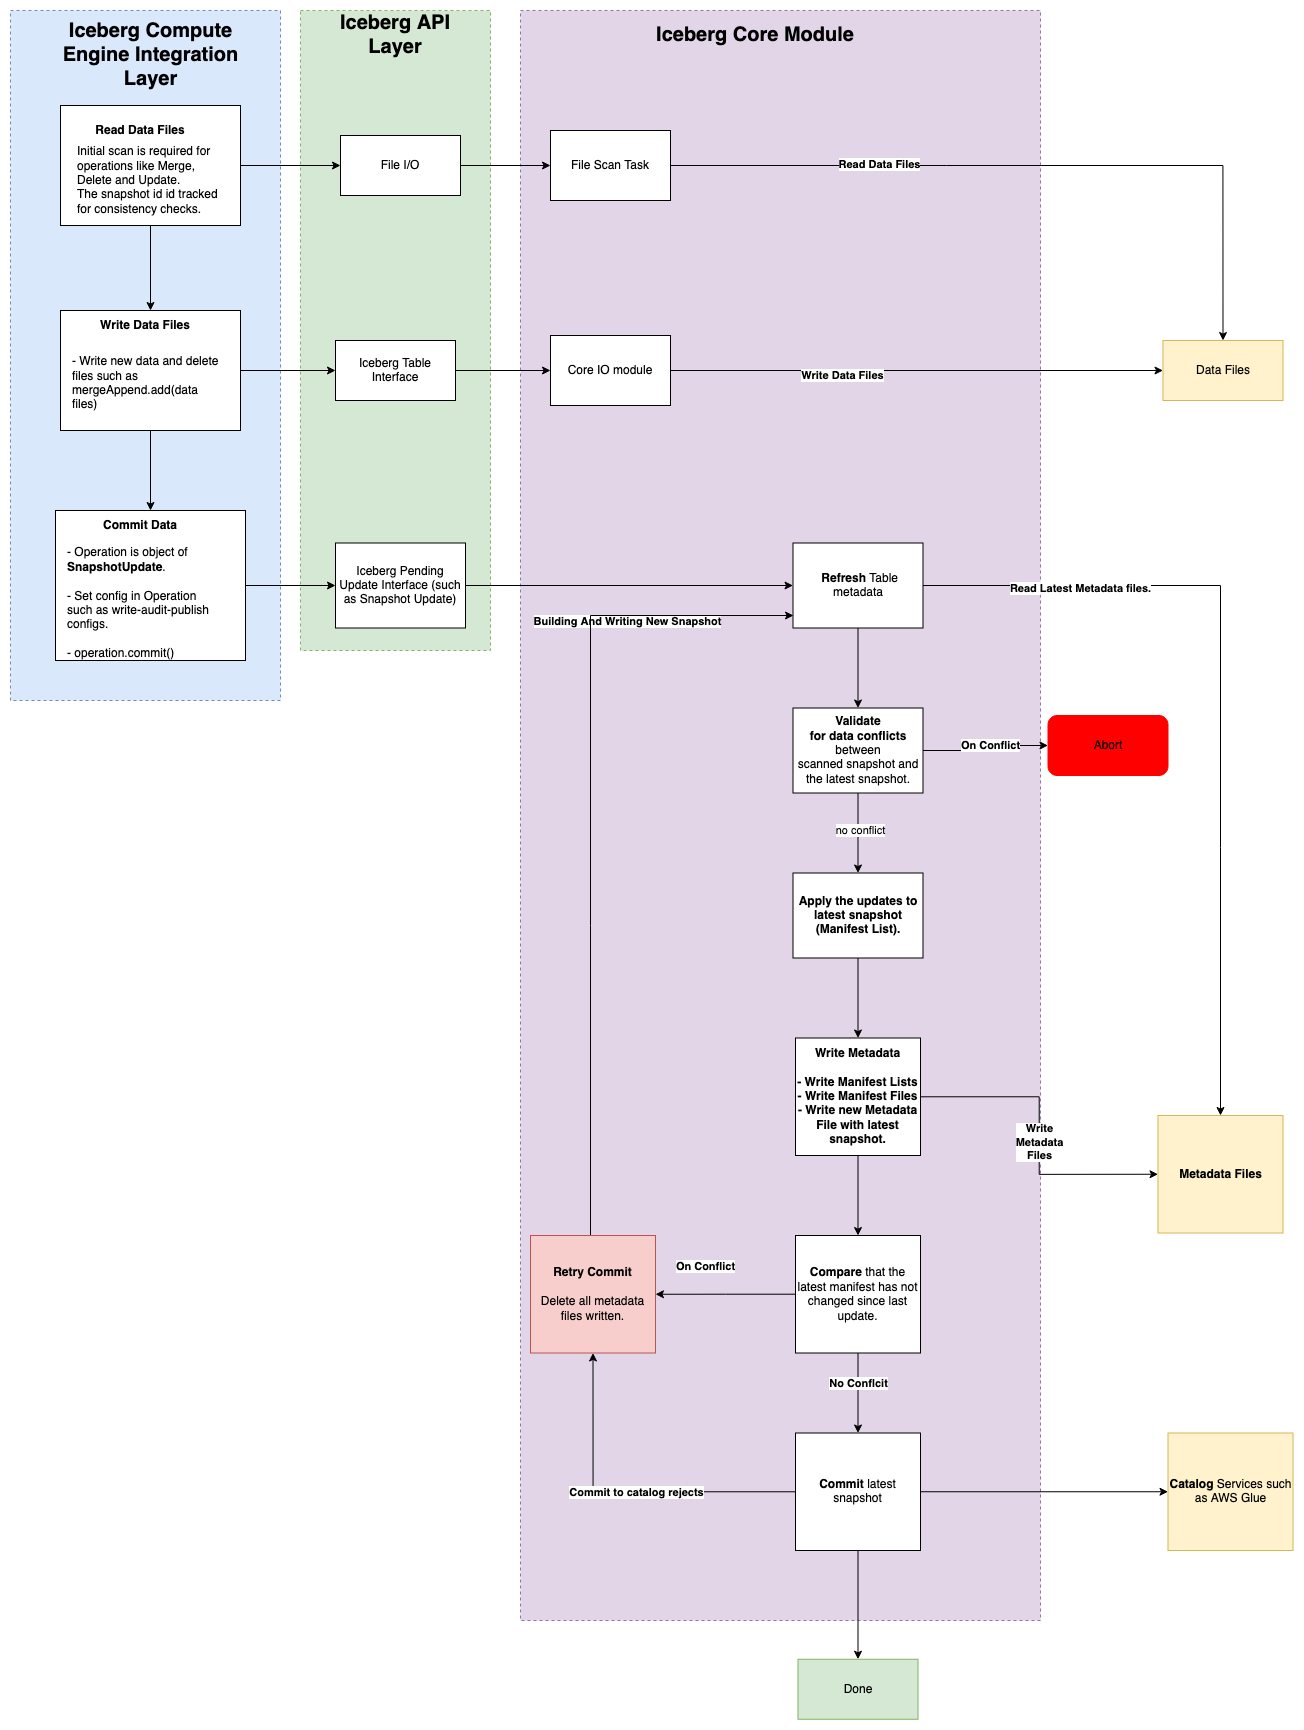 Iceberg Compute
Engine Integration
Layer
Iceberg API
Layer
Iceberg Core Module
Read Data Files
Initial scan is required for
operations like Merge,
Delete and Update.
The snapshot id id tracked
for consistency checks.
File I/O
File Scan Task
Read Data Files
Write Data Files
- Write new data and delete
files such as
mergeAppend.add(data
files)
Iceberg Table
Interface
Core IO module
Write Data Files
Data Files
Commit Data
- Operation is object of
SnapshotUpdate.
- Set config in Operation
such as write-audit-publish
configs.
- operation.commit()
Iceberg Pending
Update Interface (such
as Snapshot Update)
Refresh Table
metadata
Read Latest Metadata files.
Building And Writing New Snapshot
Validate
for data conflicts
between
scanned snapshot and
the latest snapshot.
On Conflict
Abort
no conflict
Apply the updates to
latest snapshot
(Manifest List).
Write Metadata
- Write Manifest Lists
- Write Manifest Files
- Write new Metadata
File with latest
snapshot.
Write
Metadata
Files
Metadata Files
Retry Commit
Delete all metadata
files written.
On Conflict
Compare that the
latest manifest has not
changed since last
update.
No Conflcit
Commit to catalog rejects
Commit latest
snapshot
Catalog Services such
as AWS Glue
Done